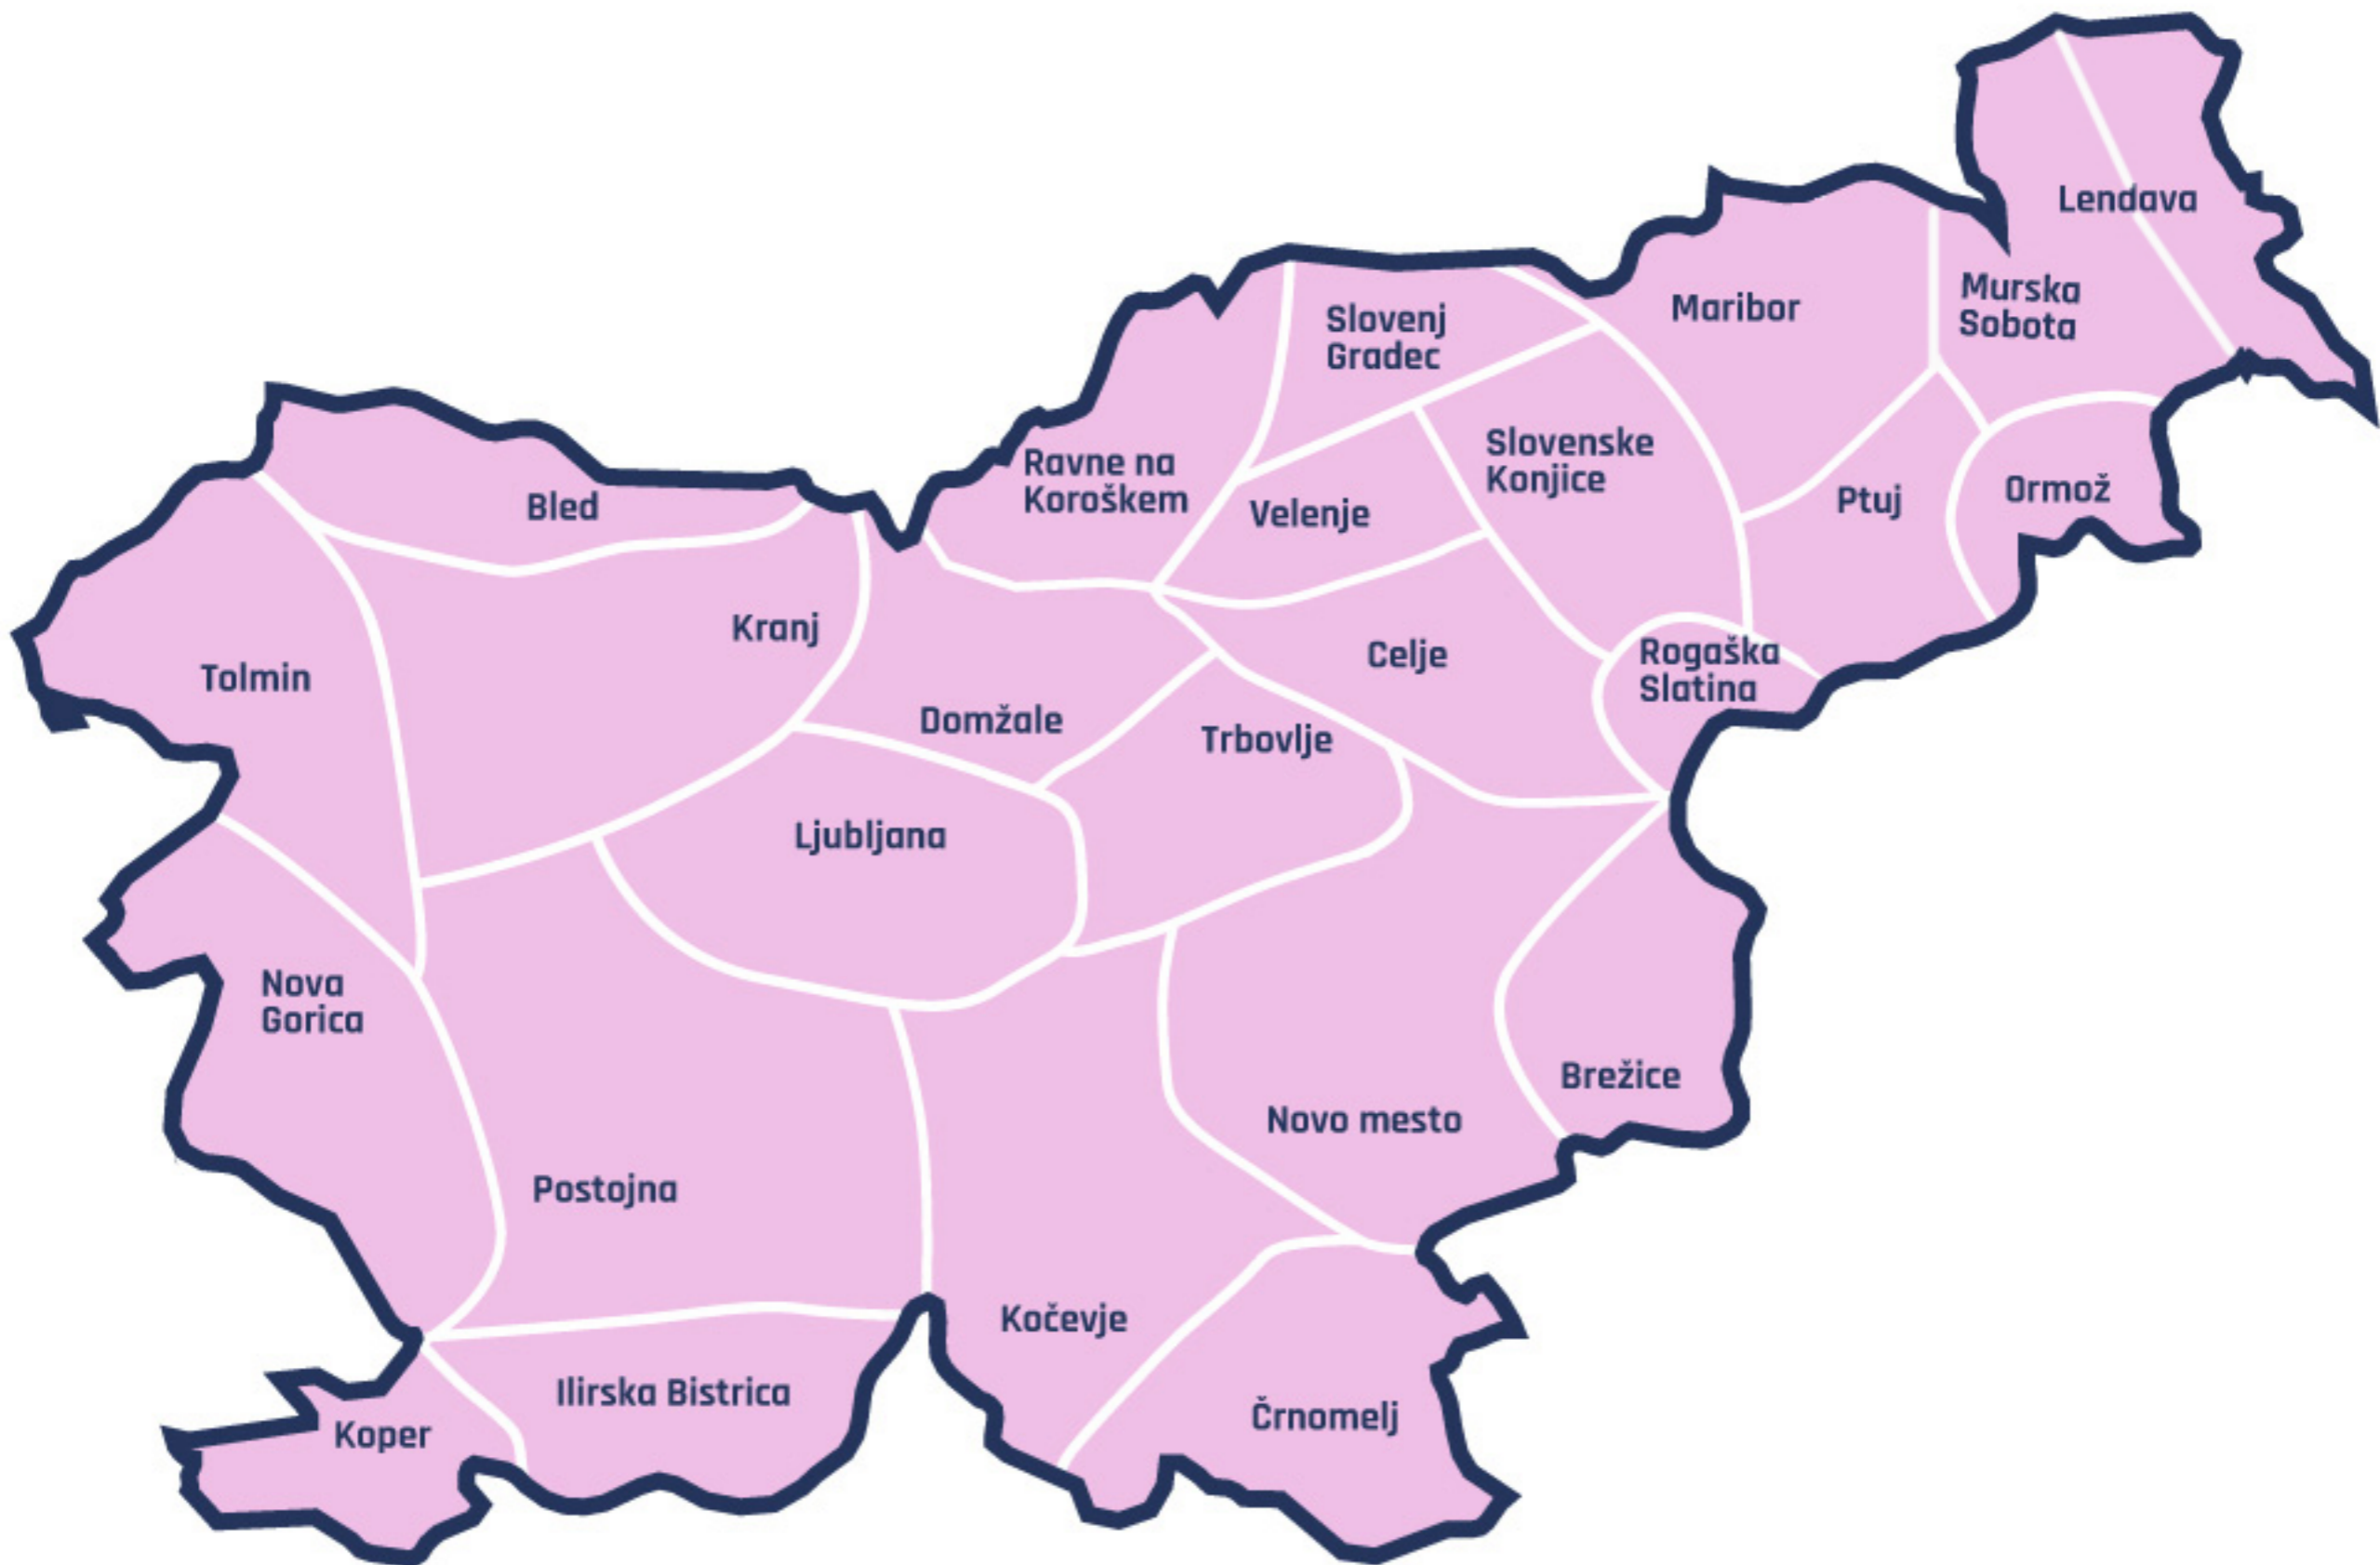 Lendava
Murska
Sobota
Maribor
Slovenj
Gradec
Slovenske
Konjice
Ravne na
Koroškem
Velenje
Ptuj
Ormož
Bled
Kranj
Tolmin
Celje
Rogaška
Slatina
Domžale
Trbovlje
Ljubljana
Nova
Gorica
Brežice
Novo mesto
Postojna
Kočevje
Ilirska Bistrica
Črnomelj
Koper